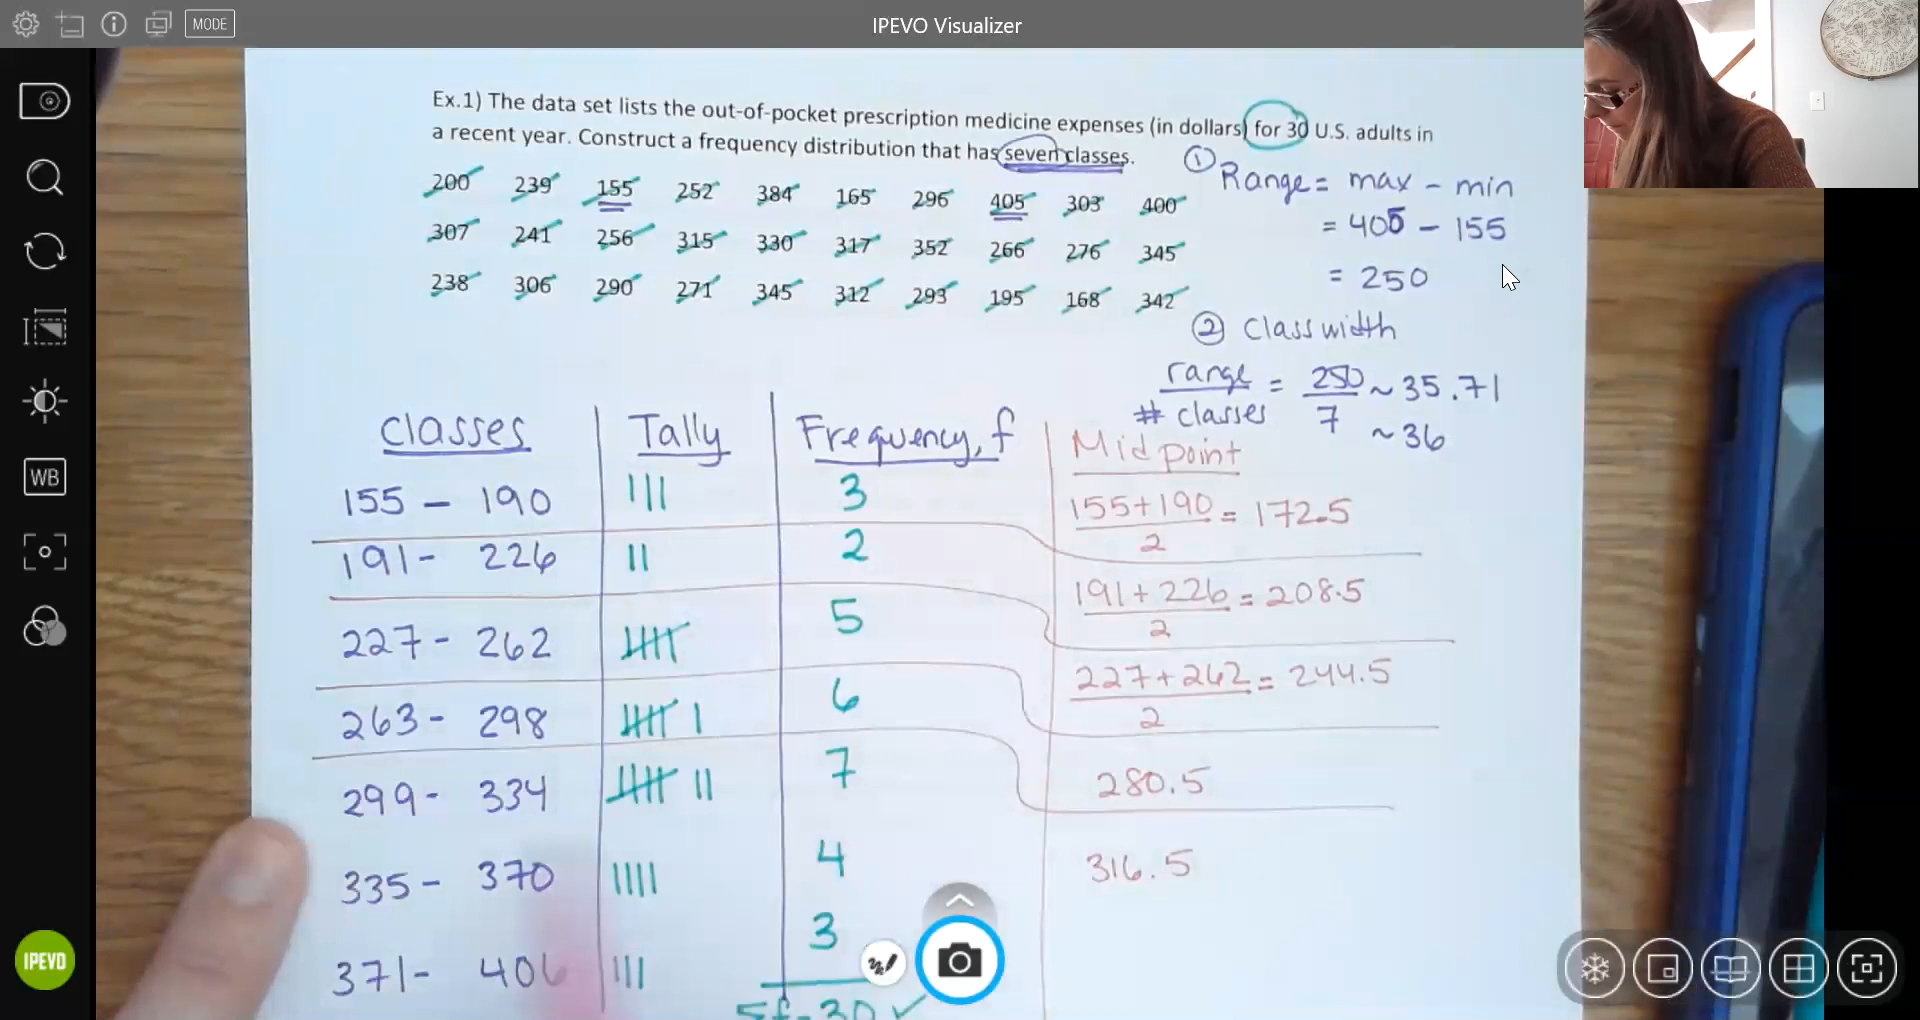 MODE
IPEVO Visualizer
Ex.1) The data set lists the out-of-pocket prescription medicine expenses (in dollars) for 30 U.S. adults in
a recent year. Construct a frequency distribution that has seven classes.
200 239 155 252 384 165 296 405 303 400
307 241 256 315 330 317 352 266 276 345
238 306 290 271 345 312 293 195 168 342
① Range = max - min
= 405 - 155
= 250
② Class width
range / # classes = 250 / 7 ~ 35.71
~ 36
Classes Tally Frequency, f Midpoint
155 - 190 ||| 3 155+190 / 2 = 172.5
191 - 226 || 2 191+226 / 2 = 208.5
227 - 262 |||| 5 227+262 / 2 = 244.5
263 - 298 |||| | 6 280.5
299 - 334 |||| || 7 316.5
335 - 370 |||| 4
371 - 406 ||| 3
Σf=30 ✓
WB
IPEVO